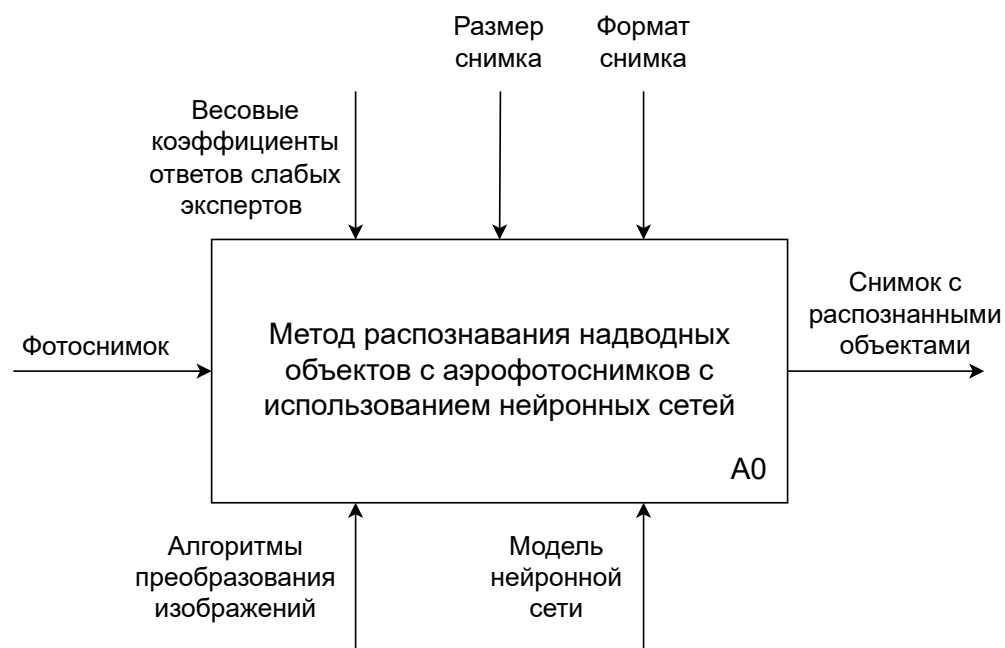 Размер
снимка
Формат
снимка
Весовые
коэффициенты
ответов слабых
экспертов
Фотоснимок
Метод распознавания надводных
объектов с аэрофотоснимков с
использованием нейронных сетей
A0
Снимок с
распознанными
объектами
Алгоритмы
преобразования
изображений
Модель
нейронной
сети